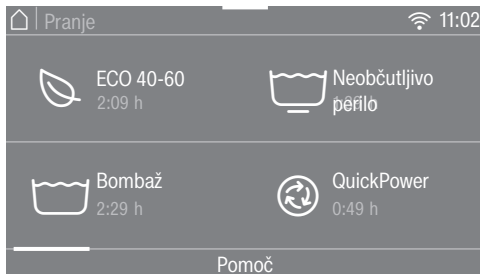 Pranje
11:02
ECO 40-60
2:09 h
Neobčutljivo
perilo
Bombaž
2:29 h
QuickPower
0:49 h
Pomoč